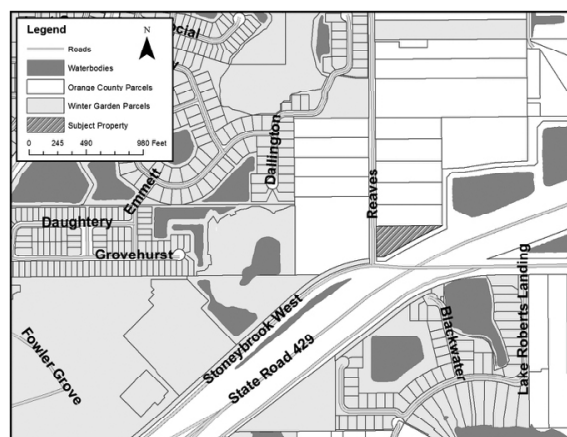 Legend
N
Roads
Waterbodies
Orange County Parcels
Winter Garden Parcels
Subject Property
0 245 490 980 Feet
Dallington
Emmett
Reaves
Daughtery
Grovehurst
Stoneybrook West
State Road 429
Fowler Grove
Blackwater
Lake Roberts Landing